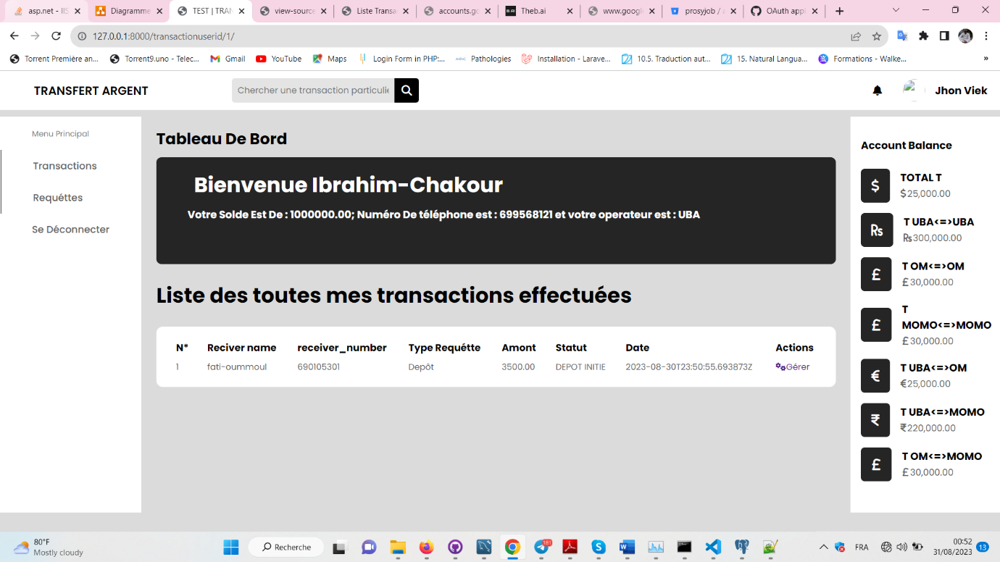 asp.net - IIS
Diagramme
TEST | TRAN
view-source
Liste Transa
accounts.go
Theb.ai
www.googl
prosyjob / a
OAuth appl
127.0.0.1:8000/transactionuserid/1/
Torrent Première an...
Torrent9.uno - Telec...
Gmail
YouTube
Maps
Login Form in PHP:...
Pathologies
Installation - Larave...
10.5. Traduction aut...
15. Natural Langua...
Formations - Walke...
»
TRANSFERT ARGENT
Chercher une transaction particuliè
Jhon Viek
Menu Principal
Transactions
Requéttes
Se Déconnecter
Tableau De Bord
Bienvenue Ibrahim-Chakour
Votre Solde Est De : 1000000.00; Numéro De téléphone est : 699568121 et votre operateur est : UBA
Liste des toutes mes transactions effectuées
N° Reciver name receiver_number Type Requétte Amont Statut Date Actions
1 fati-oummoul 690105301 Depôt 3500.00 DEPOT INITIE 2023-08-30T23:50:55.693873Z Gérer
Account Balance
$ TOTAL T
$25,000.00
₨ T UBA<=>UBA
₨300,000.00
£ T OM<=>OM
£30,000.00
£ T
MOMO<=>MOMO
£30,000.00
€ T UBA<=>OM
€25,000.00
₹ T UBA<=>MOMO
₹220,000.00
£ T OM<=>MOMO
£30,000.00
80°F
Mostly cloudy
Recherche
181
FRA
00:52
31/08/2023
13